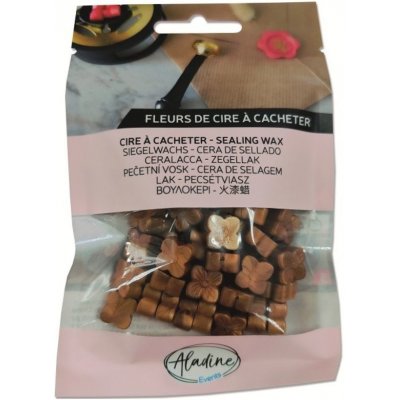 FLEURS DE CIRE À CACHETER
CIRE À CACHETER - SEALING WAX
SIEGELWACHS - CERA DE SELLADO
CERALACCA - ZEGELLAK
PEČETNÍ VOSK - CERA DE SELAGEM
LAK - PECSÉTVIASZ
ΒΟΥΛΟΚΕΡΙ - 火漆蜡
Aladine
Events